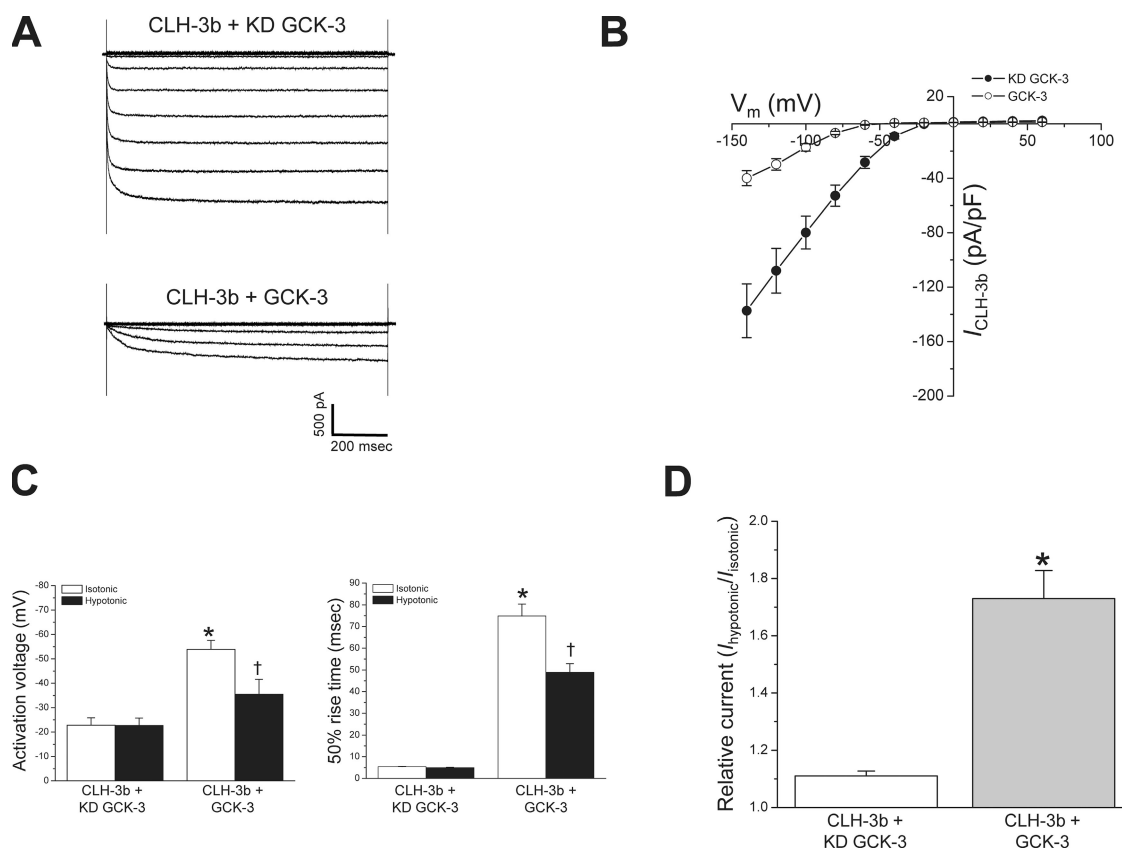 A
CLH-3b + KD GCK-3
CLH-3b + GCK-3
500 pA
200 msec
B
KD GCK-3
GCK-3
Vm (mV)
20
-150
-100
-50
50
100
-40
-80
-120
-160
-200
ICLH-3b (pA/pF)
C
Isotonic
Hypotonic
Activation voltage (mV)
-80
-70
-60
-50
-40
-30
-20
-10
0
*
†
CLH-3b +
KD GCK-3
CLH-3b +
GCK-3
Isotonic
Hypotonic
50% rise time (msec)
90
80
70
60
50
40
30
20
10
0
*
†
CLH-3b +
KD GCK-3
CLH-3b +
GCK-3
D
Relative current (Ihypotonic/Iisotonic)
2.0
1.8
1.6
1.4
1.2
1.0
*
CLH-3b +
KD GCK-3
CLH-3b +
GCK-3